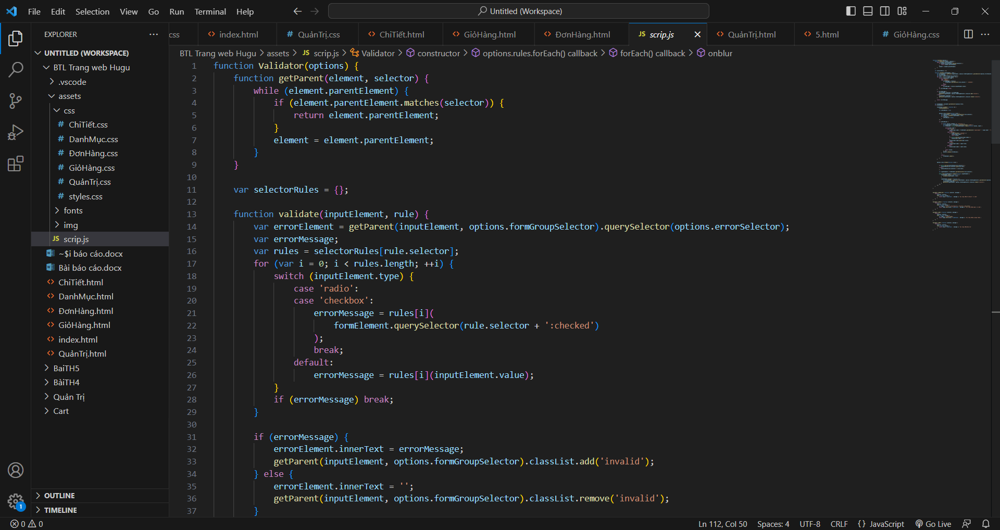 File Edit Selection View Go Run Terminal Help
Untitled (Workspace)
EXPLORER
css
index.html
QuảnTrị.css
ChiTiết.html
GiỏHàng.html
ĐơnHàng.html
JS scrip.js
QuảnTrị.html
5.html
GiỏHàng.css
BTL Trang web Hugu > assets > JS scrip.js > Validator > constructor > options.rules.forEach() callback > forEach() callback > onblur
UNTITLED (WORKSPACE)
BTL Trang web Hugu
.vscode
assets
css
# ChiTiết.css
# DanhMục.css
# ĐơnHàng.css
# GiỏHàng.css
# QuảnTrị.css
# styles.css
fonts
img
JS scrip.js
~$i báo cáo.docx
Bài báo cáo.docx
ChiTiết.html
DanhMục.html
ĐơnHàng.html
GiỏHàng.html
index.html
QuảnTrị.html
BaiTH5
BàiTH4
Quản Trị
Cart
OUTLINE
TIMELINE
1 function Validator(options) {
2 function getParent(element, selector) {
3 while (element.parentElement) {
4 if (element.parentElement.matches(selector)) {
5 return element.parentElement;
6 }
7 element = element.parentElement;
8 }
9 }
10
11 var selectorRules = {};
12
13 function validate(inputElement, rule) {
14 var errorElement = getParent(inputElement, options.formGroupSelector).querySelector(options.errorSelector);
15 var errorMessage;
16 var rules = selectorRules[rule.selector];
17 for (var i = 0; i < rules.length; ++i) {
18 switch (inputElement.type) {
19 case 'radio':
20 case 'checkbox':
21 errorMessage = rules[i](
22 formElement.querySelector(rule.selector + ':checked')
23 );
24 break;
25 default:
26 errorMessage = rules[i](inputElement.value);
27 }
28 if (errorMessage) break;
29 }
30
31 if (errorMessage) {
32 errorElement.innerText = errorMessage;
33 getParent(inputElement, options.formGroupSelector).classList.add('invalid');
34 } else {
35 errorElement.innerText = '';
36 getParent(inputElement, options.formGroupSelector).classList.remove('invalid');
37 }
1
0 0
Ln 112, Col 50 Spaces: 4 UTF-8 CRLF {} JavaScript Go Live